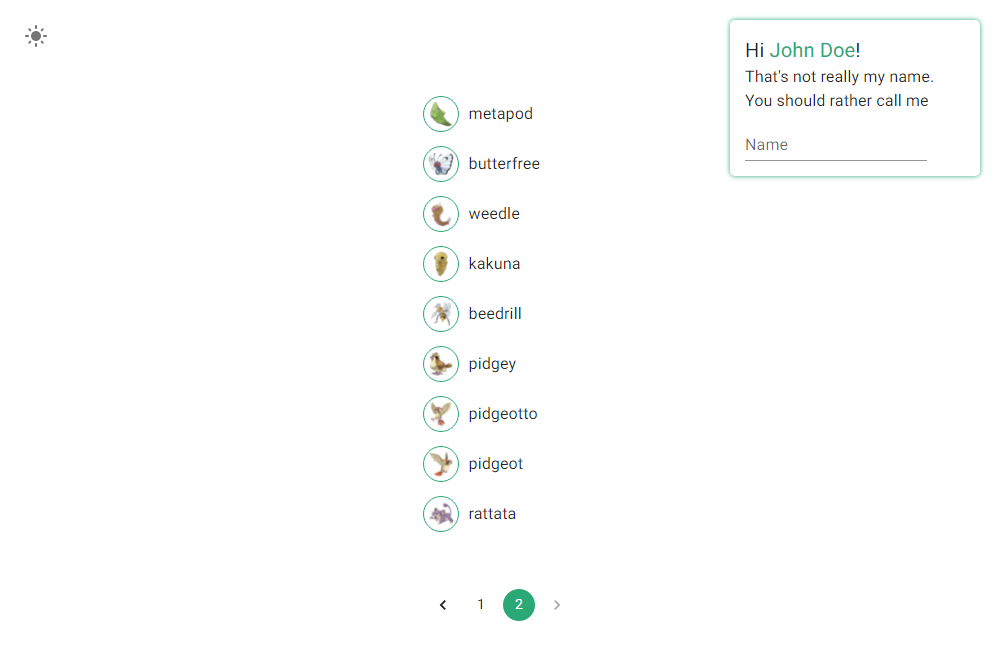 Hi John Doe!
That's not really my name.
You should rather call me
Name
metapod
butterfree
weedle
kakuna
beedrill
pidgey
pidgeotto
pidgeot
rattata
1 2